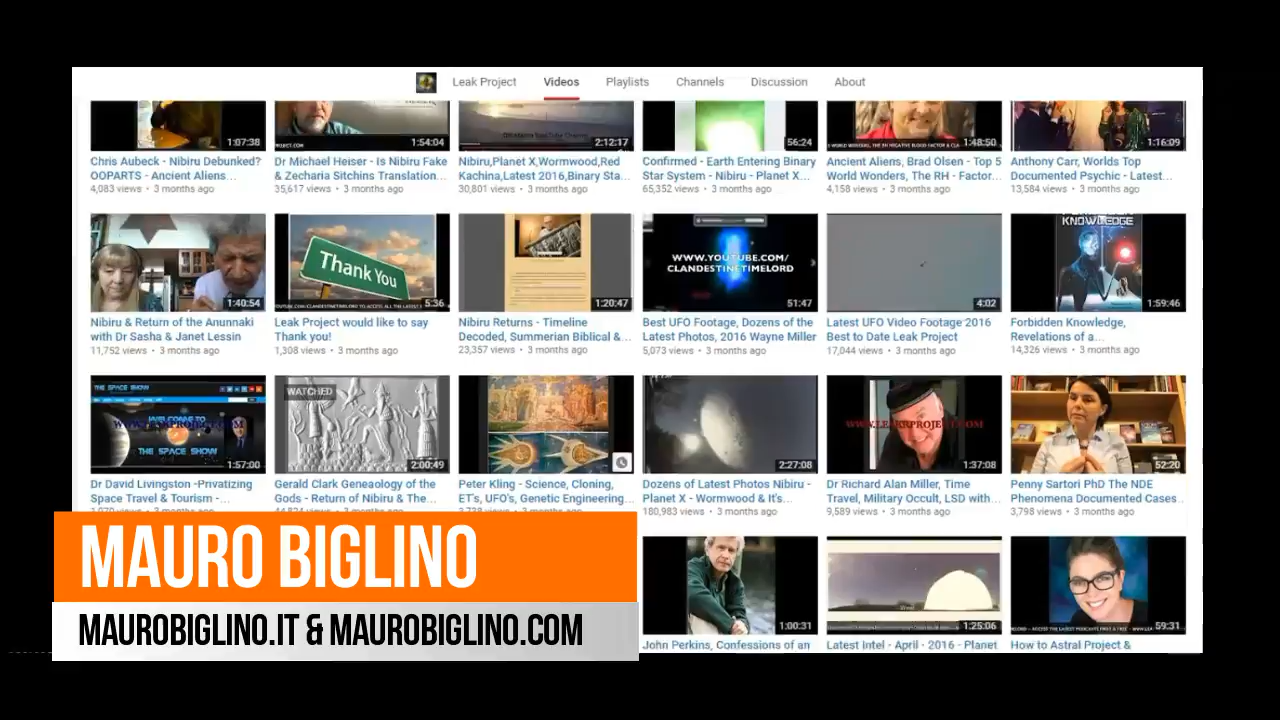 Leak Project Videos Playlists Channels Discussion About
1:07:38 1:54:04 2:12:17 56:24 1:48:50 1:16:09
Chris Aubeck - Nibiru Debunked?
OOPARTS - Ancient Aliens...
4,083 views • 3 months ago
Dr Michael Heiser - Is Nibiru Fake
& Zecharia Sitchins Translation...
35,617 views • 3 months ago
Nibiru,Planet X,Wormwood,Red
Kachina,Latest 2016,Binary Sta...
30,801 views • 3 months ago
Confirmed - Earth Entering Binary
Star System - Nibiru - Planet X...
65,352 views • 3 months ago
Ancient Aliens, Brad Olsen - Top 5
World Wonders, The RH - Factor...
4,158 views • 3 months ago
Anthony Carr, Worlds Top
Documented Psychic - Latest...
13,584 views • 3 months ago
1:40:54
Nibiru & Return of the Anunnaki
with Dr Sasha & Janet Lessin
11,752 views • 3 months ago
Thank You
5:36
Leak Project would like to say
Thank you!
1,308 views • 3 months ago
1:20:47
Nibiru Returns - Timeline
Decoded, Summerian Biblical &...
23,357 views • 3 months ago
WWW.YOUTUBE.COM/
CLANDESTINETIMELORD
51:47
Best UFO Footage, Dozens of the
Latest Photos, 2016 Wayne Miller
5,073 views • 3 months ago
4:02
Latest UFO Video Footage 2016
Best to Date Leak Project
17,044 views • 3 months ago
KNOWLEDGE
1:59:46
Forbidden Knowledge,
Revelations of a...
14,326 views • 3 months ago
THE SPACE SHOW
WELCOME TO
WWW.LEAKPROJECT.COM
THE SPACE SHOW
1:57:00
Dr David Livingston -Privatizing
Space Travel & Tourism -...
WATCHED
2:00:49
Gerald Clark Geneaology of the
Gods - Return of Nibiru & The...
Peter Kling - Science, Cloning,
ET's, UFO's, Genetic Engineering...
2:27:08
Dozens of Latest Photos Nibiru -
Planet X - Wormwood & It's...
180,983 views • 3 months ago
WWW.LEAKPROJECT.COM
1:37:08
Dr Richard Alan Miller, Time
Travel, Military Occult, LSD with...
9,589 views • 3 months ago
52:20
Penny Sartori PhD The NDE
Phenomena Documented Cases...
3,798 views • 3 months ago
MAURO BIGLINO
MAUROBIGLINO.IT & MAUROBIGLINO.COM
1:00:31
John Perkins, Confessions of an
1:25:06
Latest Intel - April - 2016 - Planet
59:31
How to Astral Project &